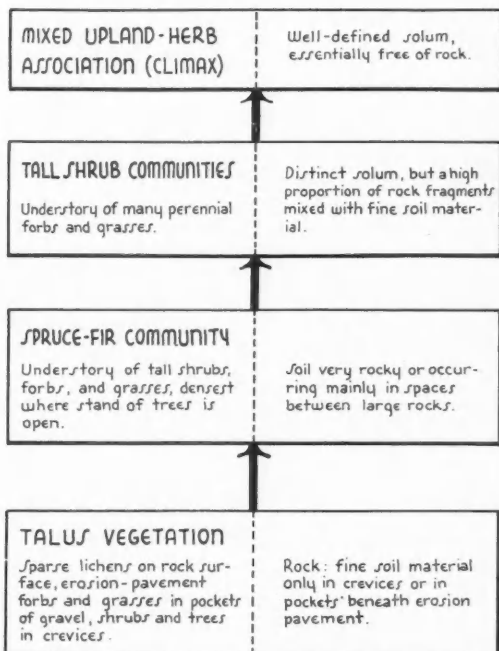 MIXED UPLAND-HERB
ASSOCIATION (CLIMAX)
Well-defined solum,
essentially free of rock.
TALL SHRUB COMMUNITIES
Understory of many perennial
forbs and grasses.
Distinct solum, but a high
proportion of rock fragments
mixed with fine soil mater-
ial.
SPRUCE-FIR COMMUNITY
Understory of tall shrubs,
forbs, and grasses, densest
where stand of trees is
open.
Soil very rocky or occur-
ring mainly in spaces
between large rocks.
TALUS VEGETATION
Sparse lichens on rock sur-
face, erosion-pavement
forbs and grasses in pockets
of gravel, shrubs and trees
in crevices.
Rock: fine soil material
only in crevices or in
pockets beneath erosion
pavement.